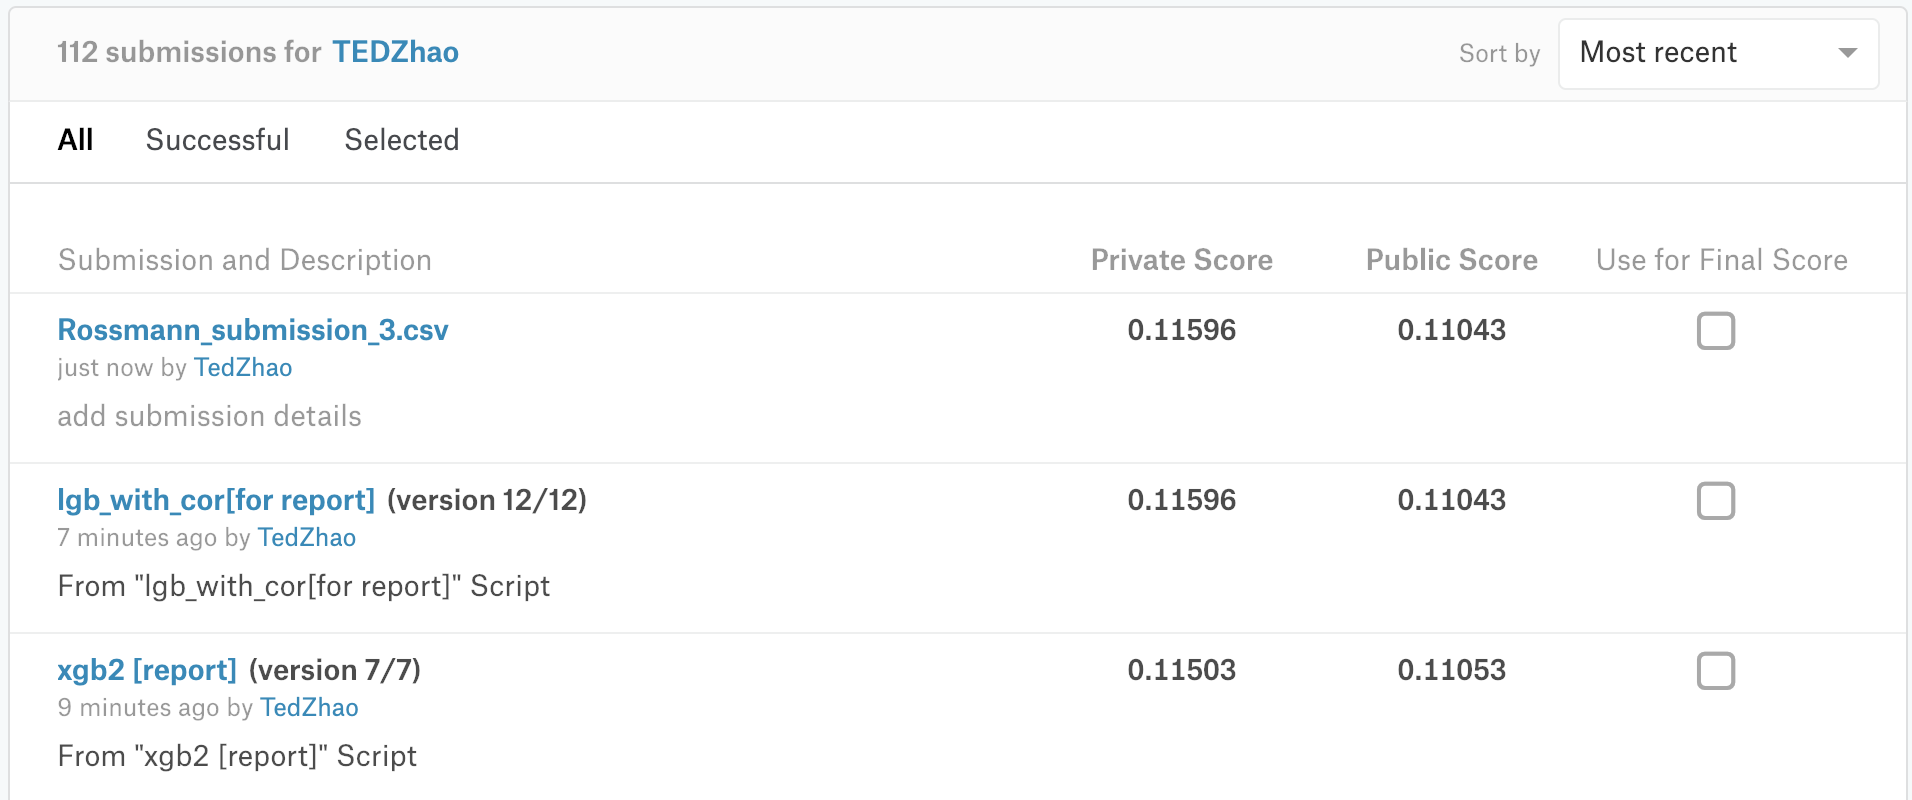 112 submissions for TEDZhao
Sort by Most recent
All Successful Selected
Submission and Description Private Score Public Score Use for Final Score
Rossmann_submission_3.csv 0.11596 0.11043
just now by TedZhao
add submission details
lgb_with_cor[for report] (version 12/12) 0.11596 0.11043
7 minutes ago by TedZhao
From "lgb_with_cor[for report]" Script
xgb2 [report] (version 7/7) 0.11503 0.11053
9 minutes ago by TedZhao
From "xgb2 [report]" Script